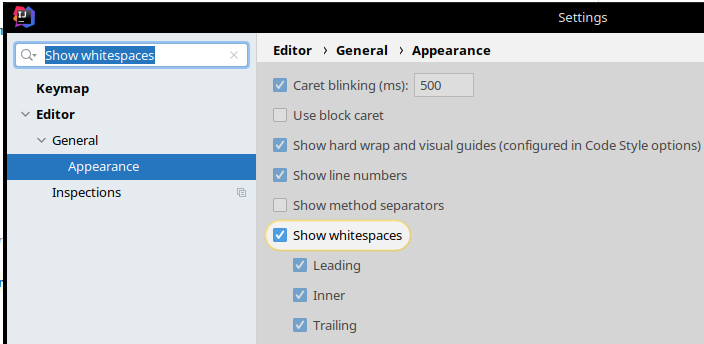 IJ
Settings
Show whitespaces
Keymap
Editor
General
Appearance
Inspections
Editor › General › Appearance
Caret blinking (ms): 500
Use block caret
Show hard wrap and visual guides (configured in Code Style options)
Show line numbers
Show method separators
Show whitespaces
Leading
Inner
Trailing